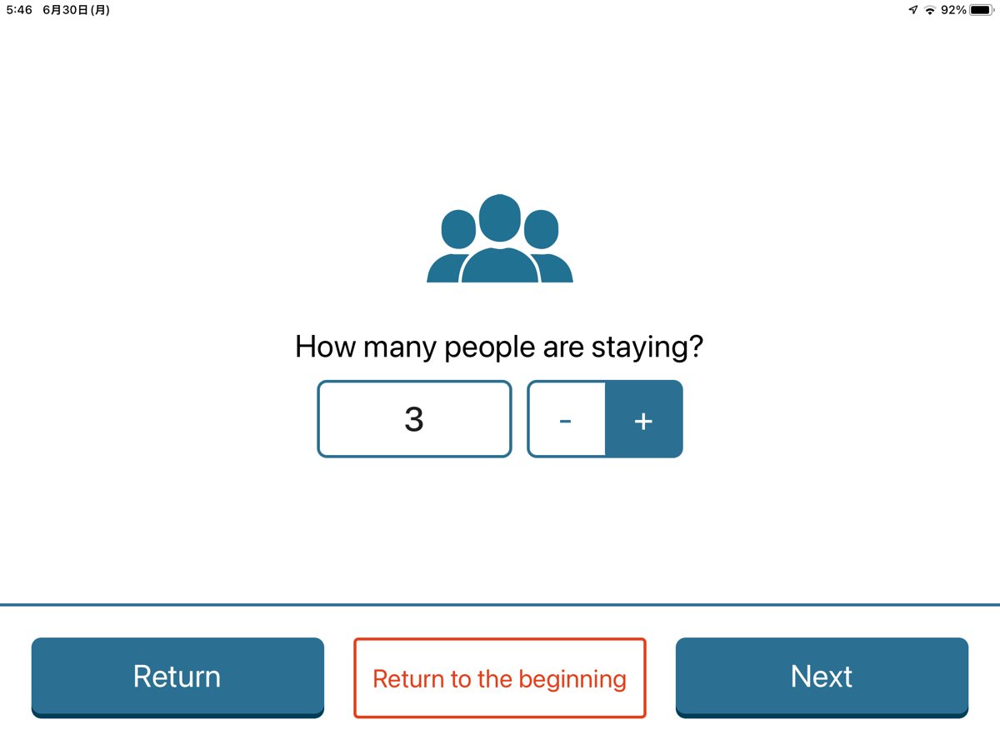 5:46 6月30日(月)
92%
How many people are staying?
3
- +
Return
Return to the beginning
Next